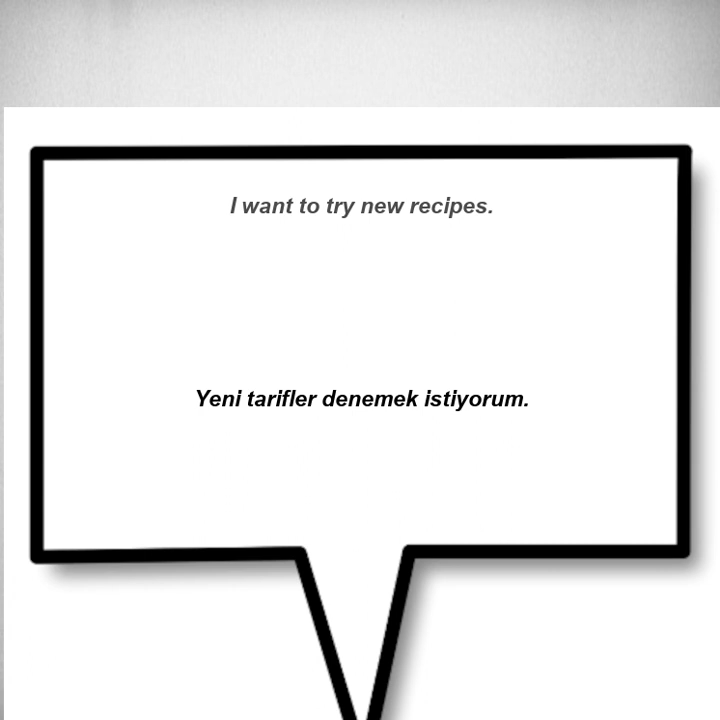 I want to try new recipes.
Yeni tarifler denemek istiyorum.